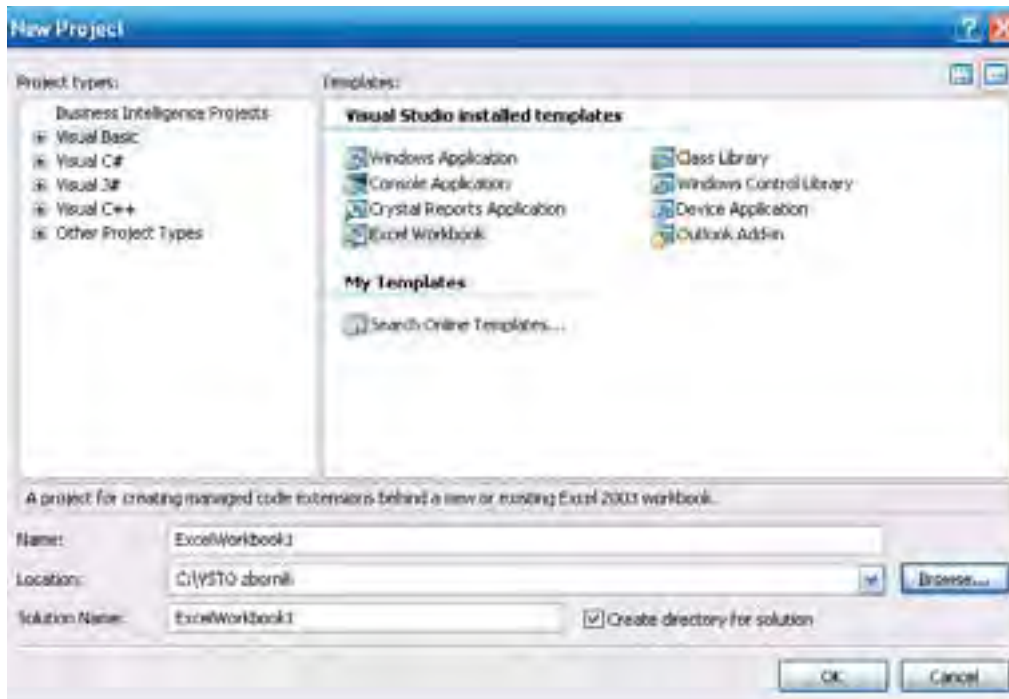 New Project
Project types:
Templates:
Business Intelligence Projects
Visual Basic
Visual C#
Visual J#
Visual C++
Other Project Types
Visual Studio installed templates
Windows Application
Class Library
Console Application
Windows Control Library
Crystal Reports Application
Device Application
Excel Workbook
Outlook Add-in
My Templates
Search Online Templates...
A project for creating managed code extensions behind a new or existing Excel 2003 workbook.
Name:
ExcelWorkbook1
Location:
C:\VSTO zbornik
Browse...
Solution Name:
ExcelWorkbook1
Create directory for solution
OK
Cancel